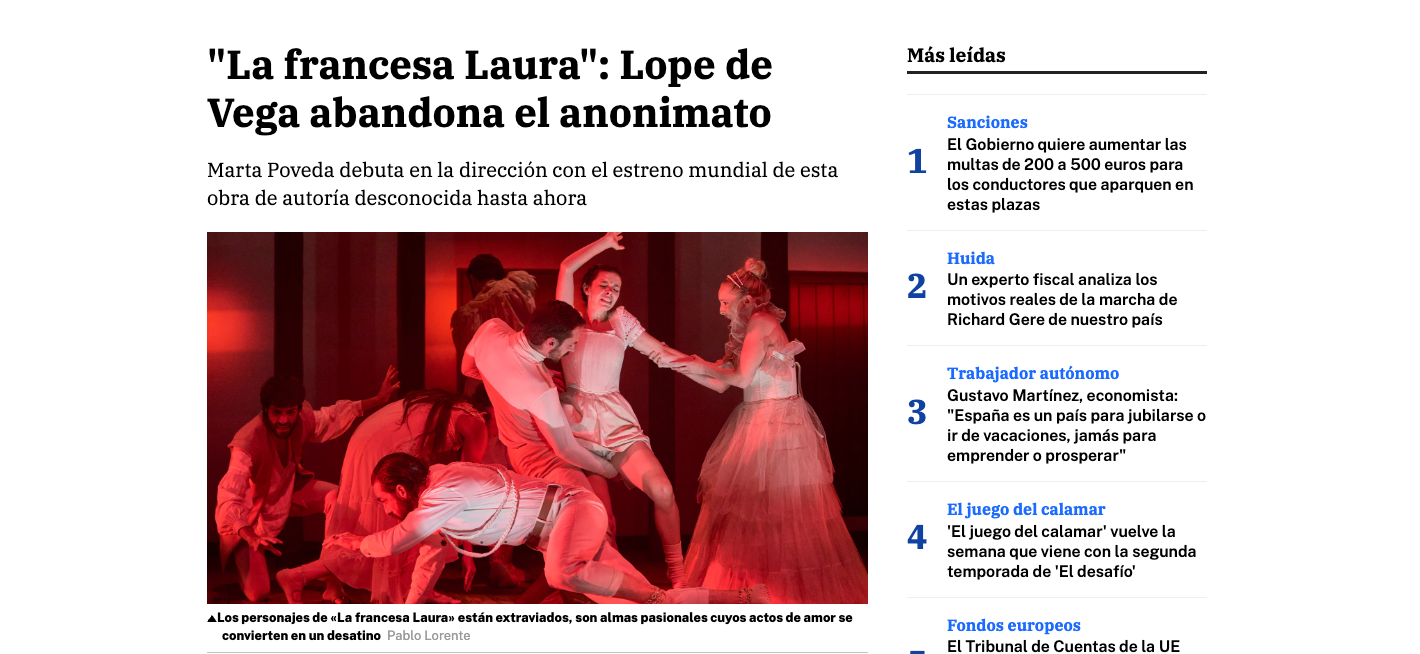 "La francesa Laura": Lope de
Vega abandona el anonimato
Marta Poveda debuta en la dirección con el estreno mundial de esta
obra de autoría desconocida hasta ahora
▲Los personajes de «La francesa Laura» están extraviados, son almas pasionales cuyos actos de amor se
convierten en un desatino Pablo Lorente
Más leídas
Sanciones
1
El Gobierno quiere aumentar las
multas de 200 a 500 euros para
los conductores que aparquen en
estas plazas
Huida
2
Un experto fiscal analiza los
motivos reales de la marcha de
Richard Gere de nuestro país
Trabajador autónomo
3
Gustavo Martínez, economista:
"España es un país para jubilarse o
ir de vacaciones, jamás para
emprender o prosperar"
El juego del calamar
4
'El juego del calamar' vuelve la
semana que viene con la segunda
temporada de 'El desafío'
Fondos europeos
El Tribunal de Cuentas de la UE